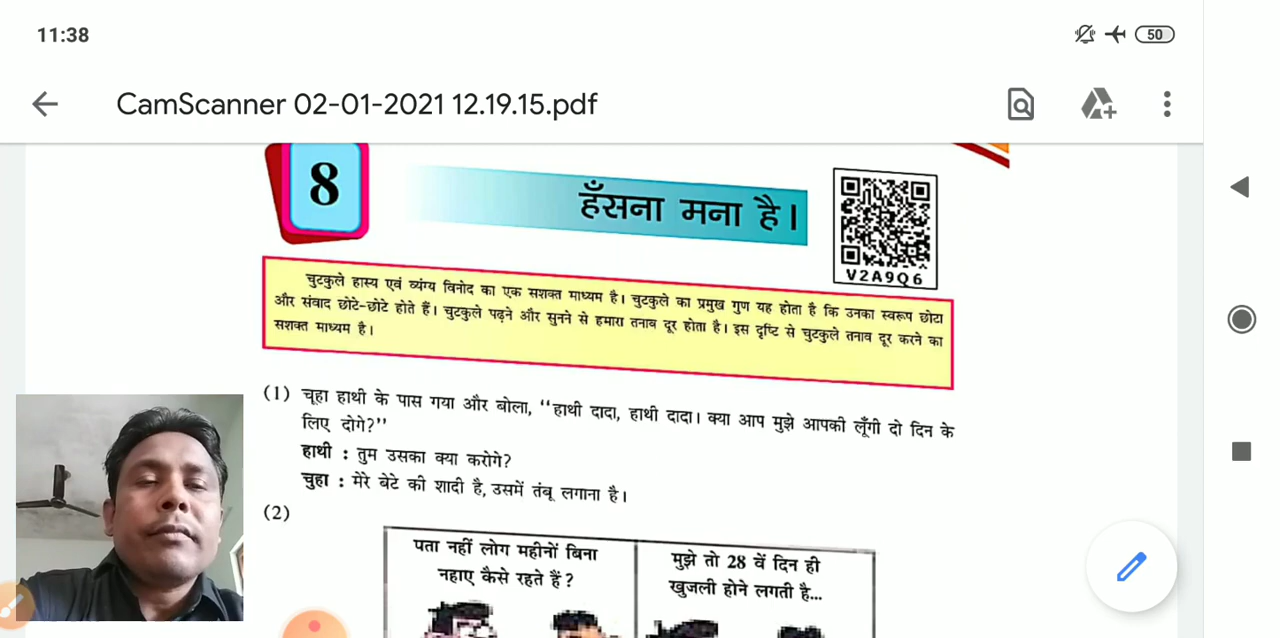 11:38
50
CamScanner 02-01-2021 12.19.15.pdf
8
हँसना मना है।
V2A9Q6
चुटकुले हास्य एवं व्यंग्य विनोद का एक सशक्त माध्यम है। चुटकुले का प्रमुख गुण यह होता है कि उनका स्वरूप छोटा
और संवाद छोटे-छोटे होते हैं। चुटकुले पढ़ने और सुनने से हमारा तनाव दूर होता है। इस दृष्टि से चुटकुले तनाव दूर करने का
सशक्त माध्यम है।
(1) चूहा हाथी के पास गया और बोला, ‘‘हाथी दादा, हाथी दादा। क्या आप मुझे आपकी लूँगी दो दिन के
लिए दोगे?’’
हाथी : तुम उसका क्या करोगे?
चुहा : मेरे बेटे की शादी है, उसमें तंबू लगाना है।
(2)
पता नहीं लोग महीनों बिना
नहाए कैसे रहते हैं ?
मुझे तो 28 वें दिन ही
खुजली होने लगती है...